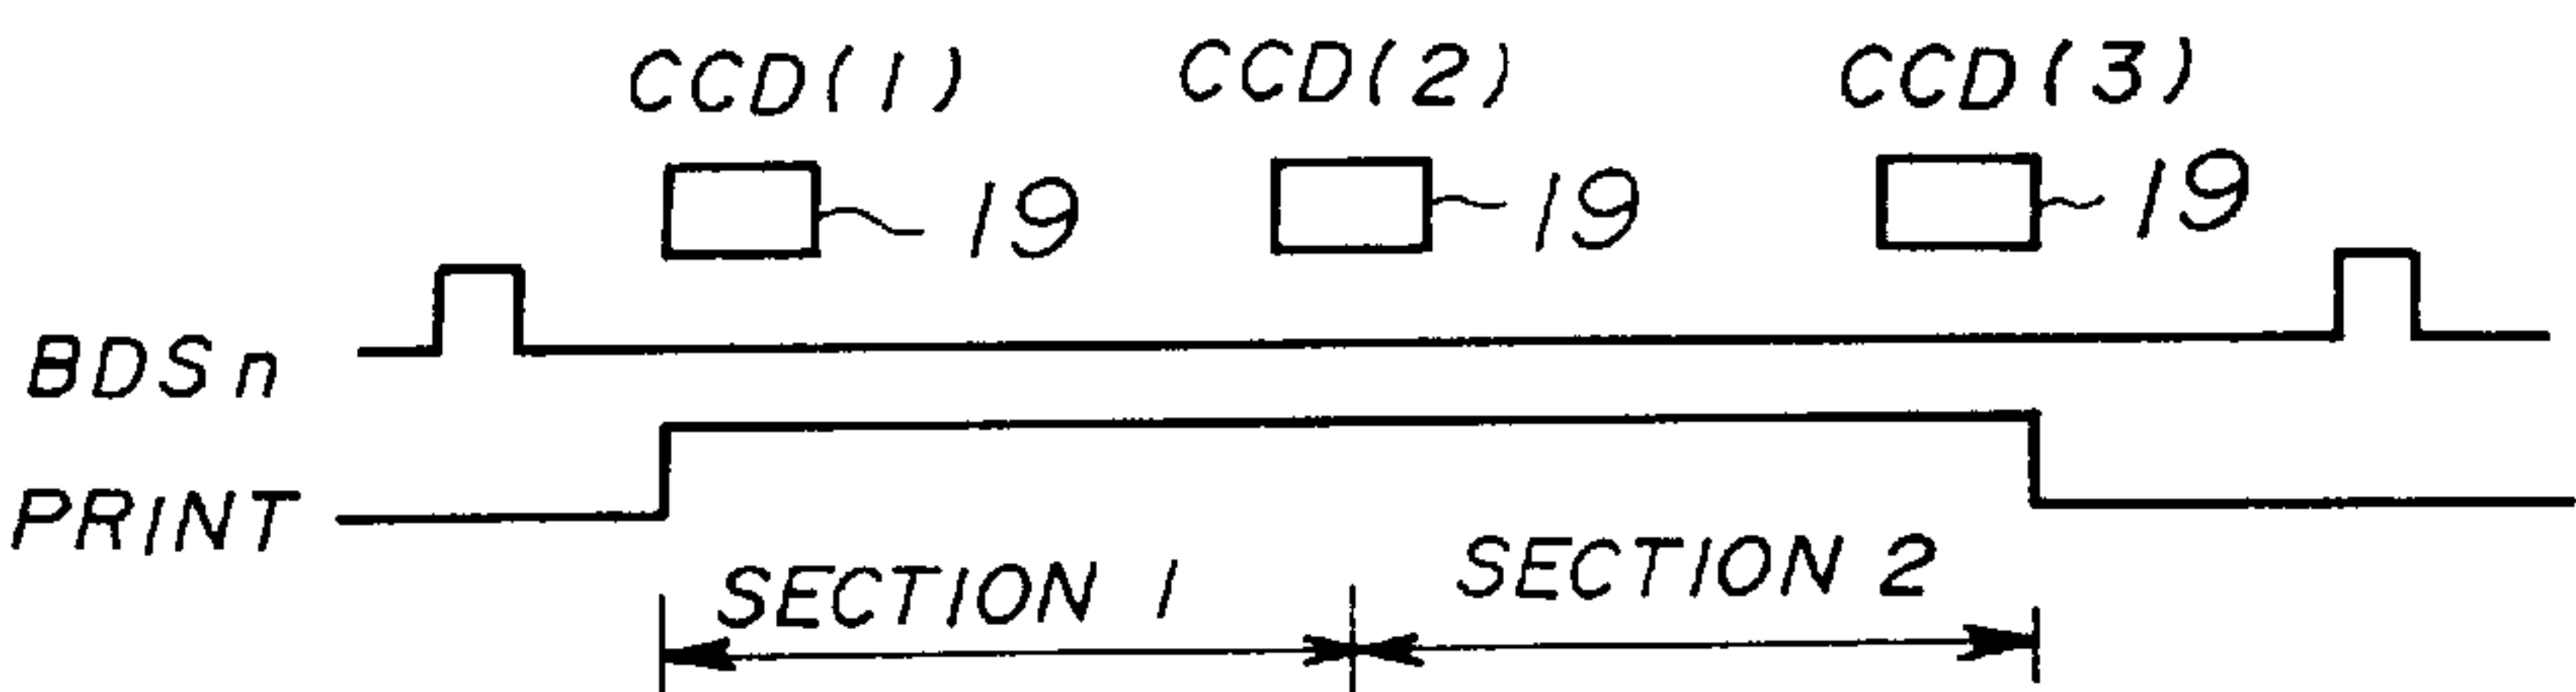 CCD(1) CCD(2) CCD(3)
19 19 19
BDSn
PRINT
SECTION 1 SECTION 2